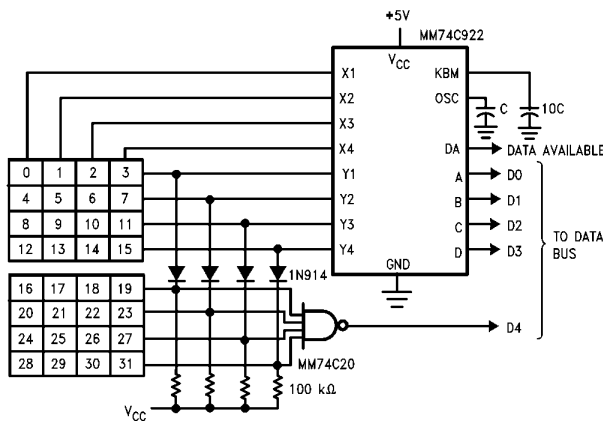 +5V
MM74C922
VCC
X1 KBM
X2 OSC
C 10C
X3
X4 DA DATA AVAILABLE
0 1 2 3 Y1 A D0
4 5 6 7 Y2 B D1
8 9 10 11 Y3 C D2
12 13 14 15 Y4 D D3
TO DATA
BUS
GND
1N914
16 17 18 19
20 21 22 23
24 25 26 27
28 29 30 31
D4
MM74C20
100 kΩ
VCC